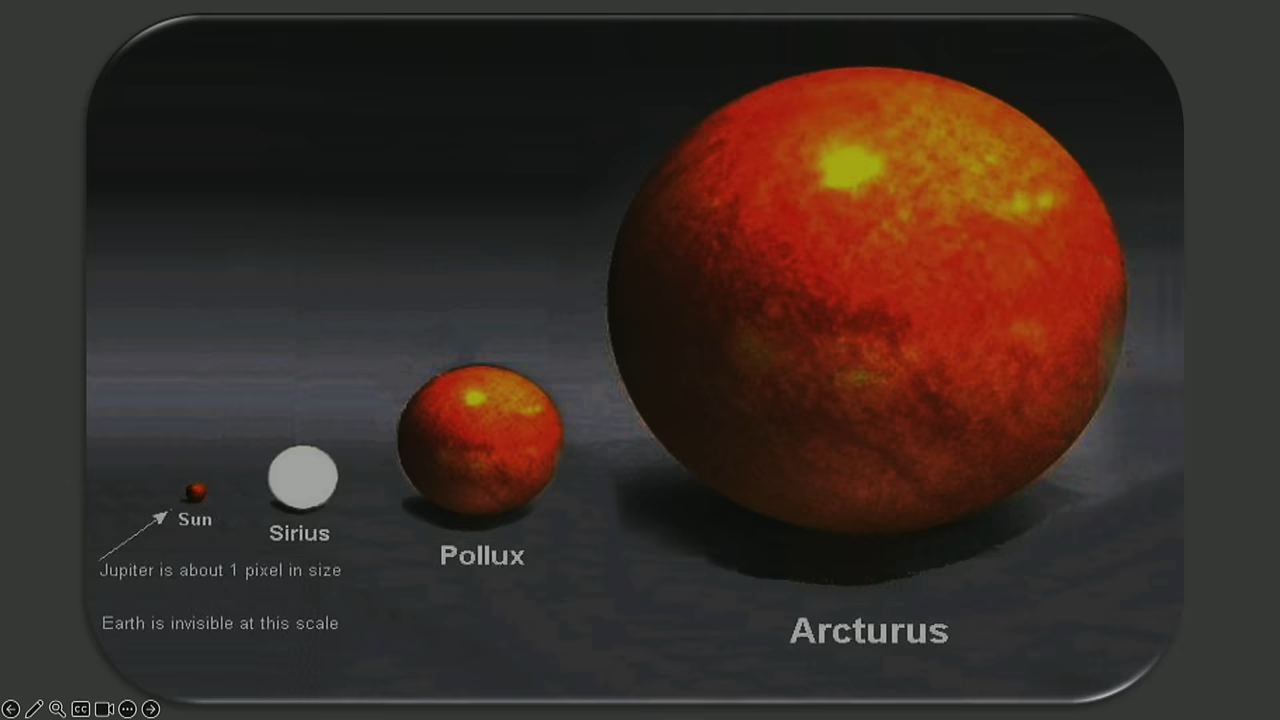 Sun
Sirius
Pollux
Jupiter is about 1 pixel in size
Earth is invisible at this scale
Arcturus